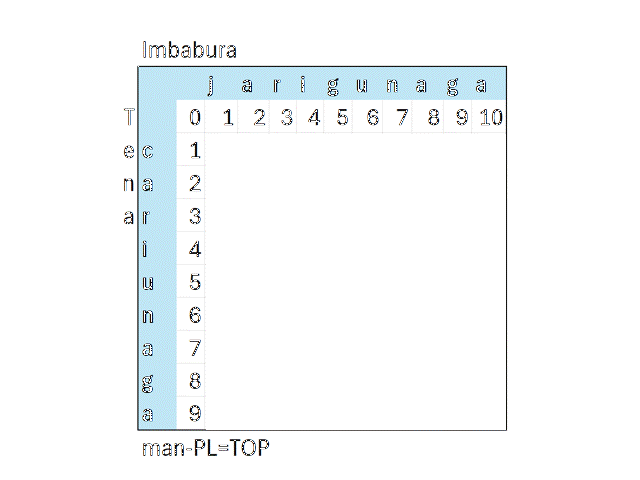 Imbabura
j a r i g u n a g a
T 0 1 2 3 4 5 6 7 8 9 10
e c 1
n a 2
a r 3
i 4
u 5
n 6
a 7
g 8
a 9
man-PL=TOP